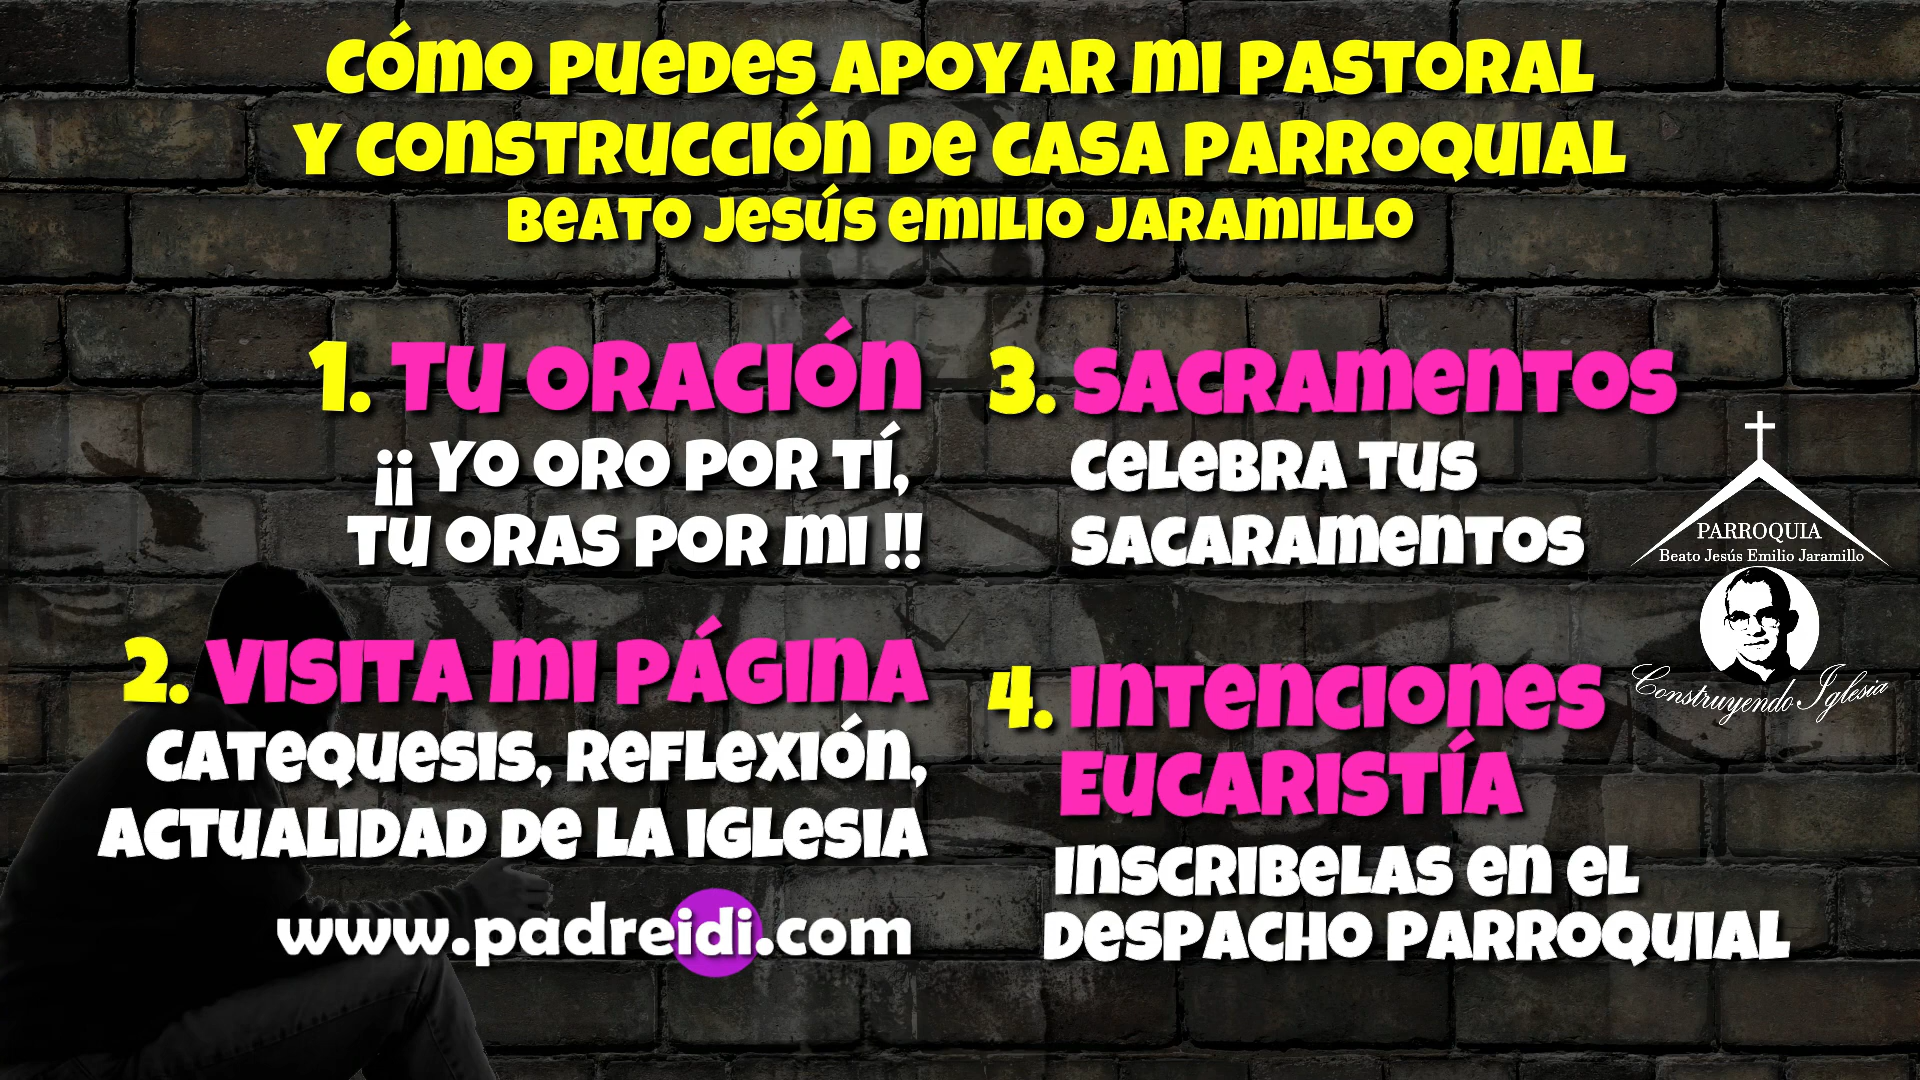 CÓMO PUEDES APOYAR MI PASTORAL
Y CONSTRUCCIÓN DE CASA PARROQUIAL
BEATO JESÚS EMILIO JARAMILLO
1. TU ORACIÓN
¡¡ YO ORO POR TÍ,
TU ORAS POR MI !!
2. VISITA MI PÁGINA
CATEQUESIS, REFLEXIÓN,
ACTUALIDAD DE LA IGLESIA
www.padreidi.com
3. SACRAMENTOS
CELEBRA TUS
SACARAMENTOS
4. INTENCIONES
EUCARISTÍA
INSCRIBELAS EN EL
DESPACHO PARROQUIAL
PARROQUIA
Beato Jesús Emilio Jaramillo
Construyendo Iglesia